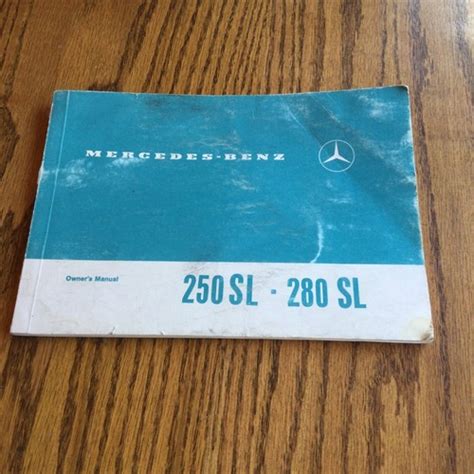 MERCEDES-BENZ
Owner's Manual
250 SL - 280 SL